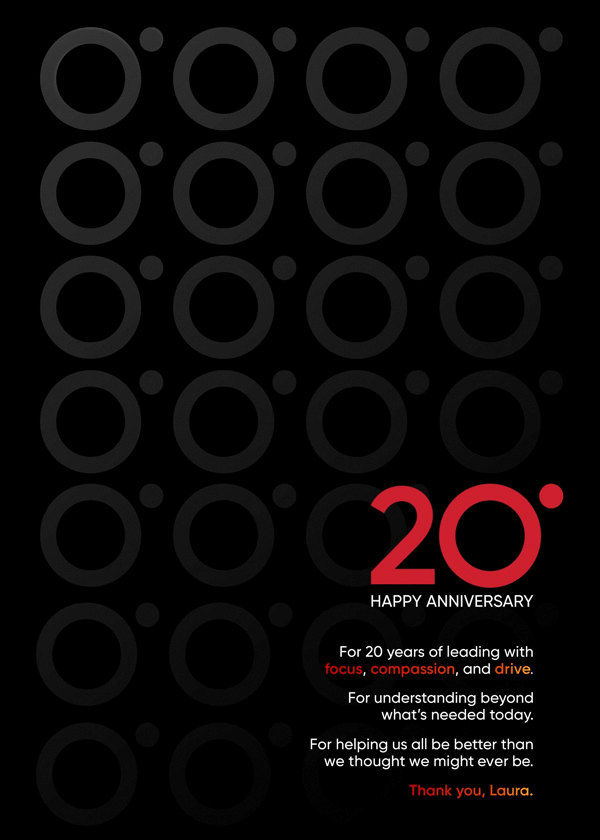 20
HAPPY ANNIVERSARY
For 20 years of leading with
focus, compassion, and drive.
For understanding beyond
what’s needed today.
For helping us all be better than
we thought we might ever be.
Thank you, Laura.